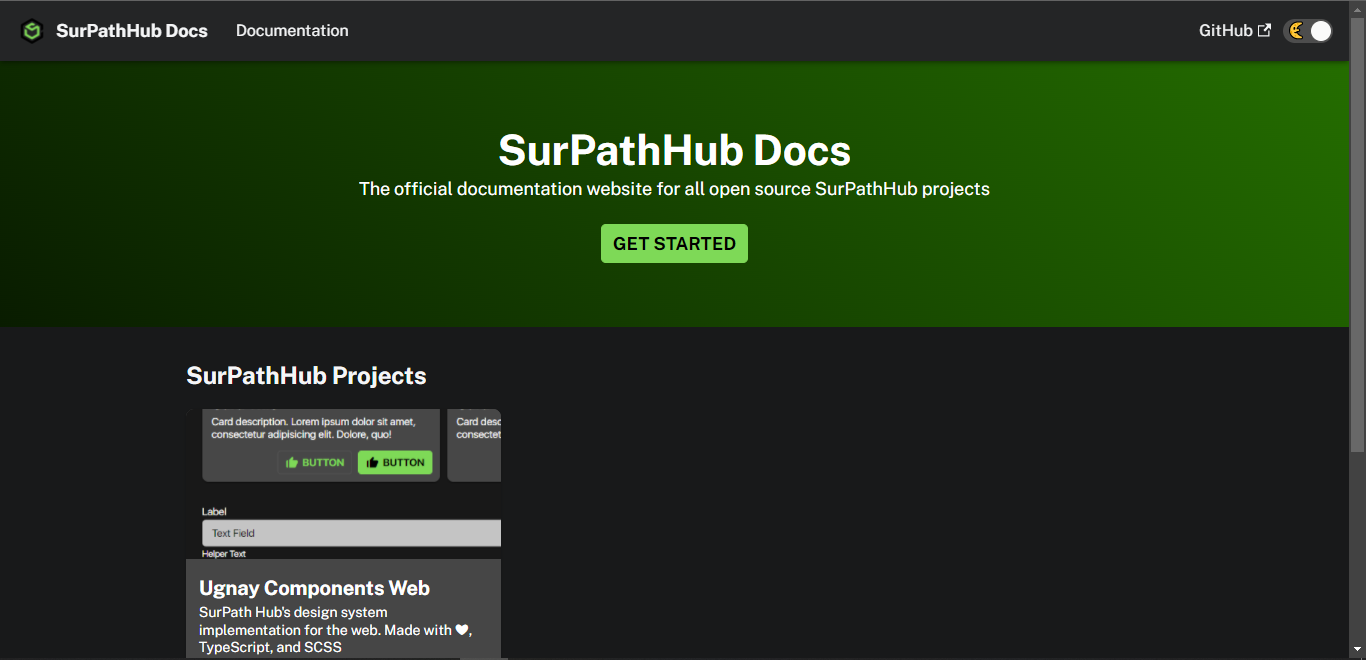 SurPathHub Docs
Documentation
GitHub
SurPathHub Docs
The official documentation website for all open source SurPathHub projects
GET STARTED
SurPathHub Projects
Card description. Lorem ipsum dolor sit amet,
consectetur adipisicing elit. Dolore, quo!
Card desc
consectet
BUTTON
BUTTON
Label
Text Field
Helper Text
Ugnay Components Web
SurPath Hub's design system
implementation for the web. Made with ♥,
TypeScript, and SCSS